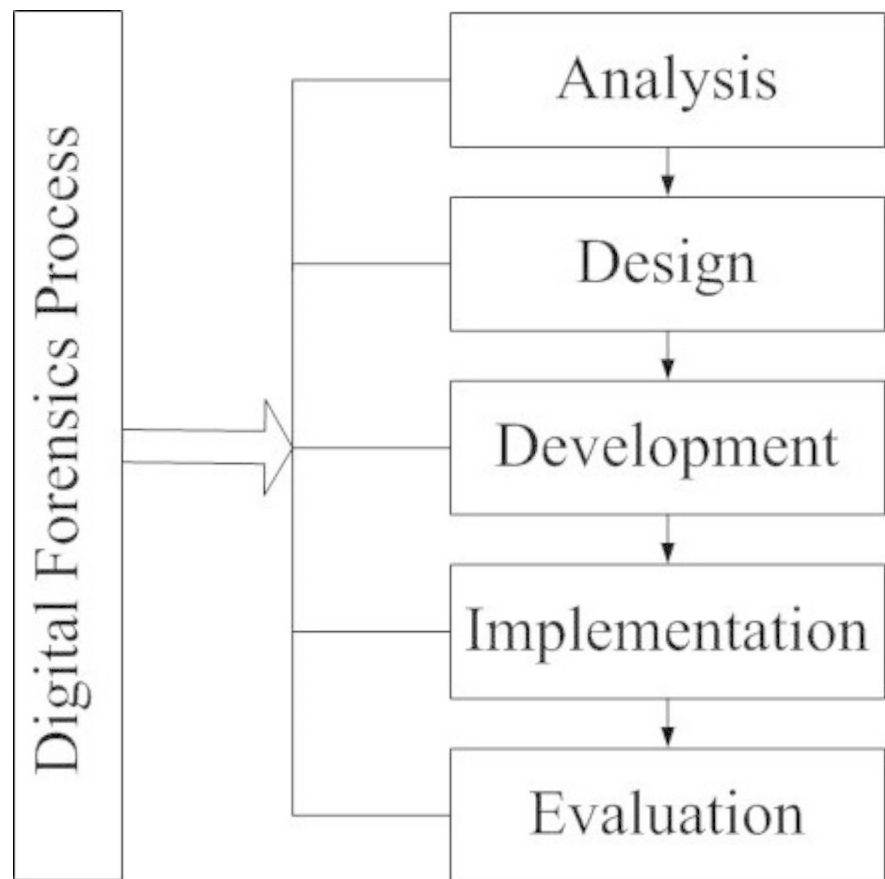 Digital Forensics Process
Analysis
Design
Development
Implementation
Evaluation